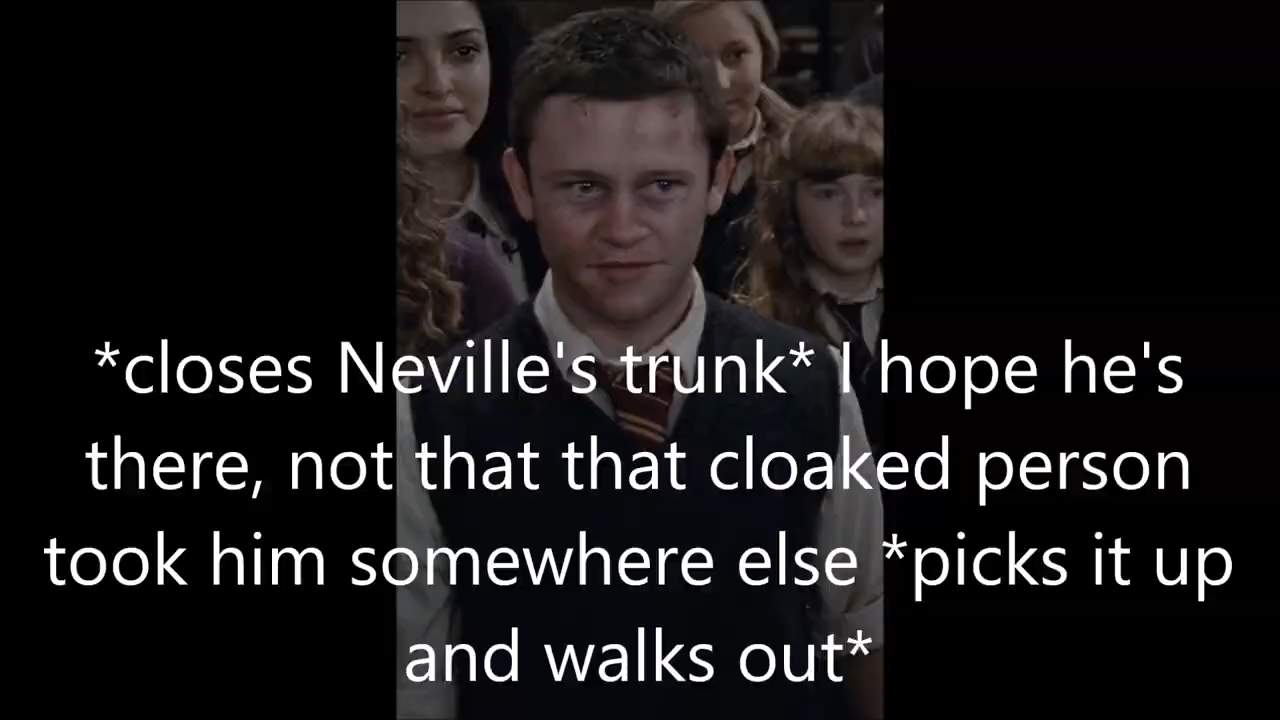 *closes Neville's trunk* I hope he's
there, not that that cloaked person
took him somewhere else *picks it up
and walks out*